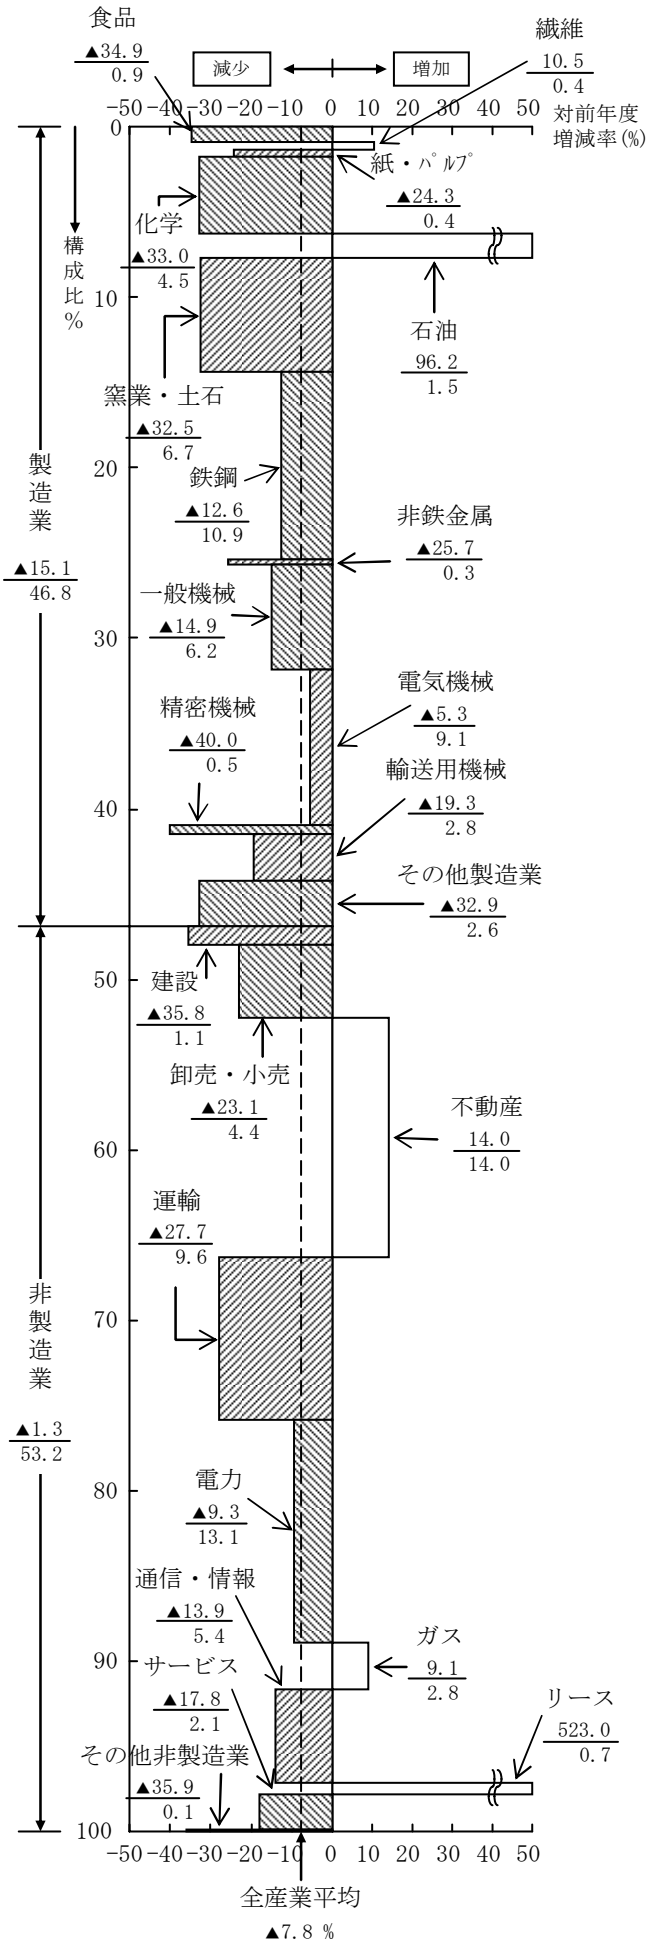 食品
▲34.9
0.9
減少
増加
繊維
10.5
0.4
-50 -40 -30 -20 -10 0 10 20 30 40 50
対前年度
増減率(%)
0
構成比%
紙・パルプ
▲24.3
0.4
化学
▲33.0
4.5
10
石油
96.2
1.5
窯業・土石
▲32.5
6.7
製造業
▲15.1
46.8
20
鉄鋼
▲12.6
10.9
非鉄金属
▲25.7
0.3
一般機械
▲14.9
6.2
30
電気機械
▲5.3
9.1
精密機械
▲40.0
0.5
輸送用機械
▲19.3
2.8
40
その他製造業
▲32.9
2.6
50
建設
▲35.8
1.1
卸売・小売
▲23.1
4.4
不動産
14.0
14.0
60
運輸
▲27.7
9.6
非製造業
▲1.3
53.2
70
80
電力
▲9.3
13.1
通信・情報
▲13.9
5.4
ガス
9.1
2.8
90
サービス
▲17.8
2.1
リース
523.0
0.7
その他非製造業
▲35.9
0.1
100
-50 -40 -30 -20 -10 0 10 20 30 40 50
全産業平均
▲7.8 %